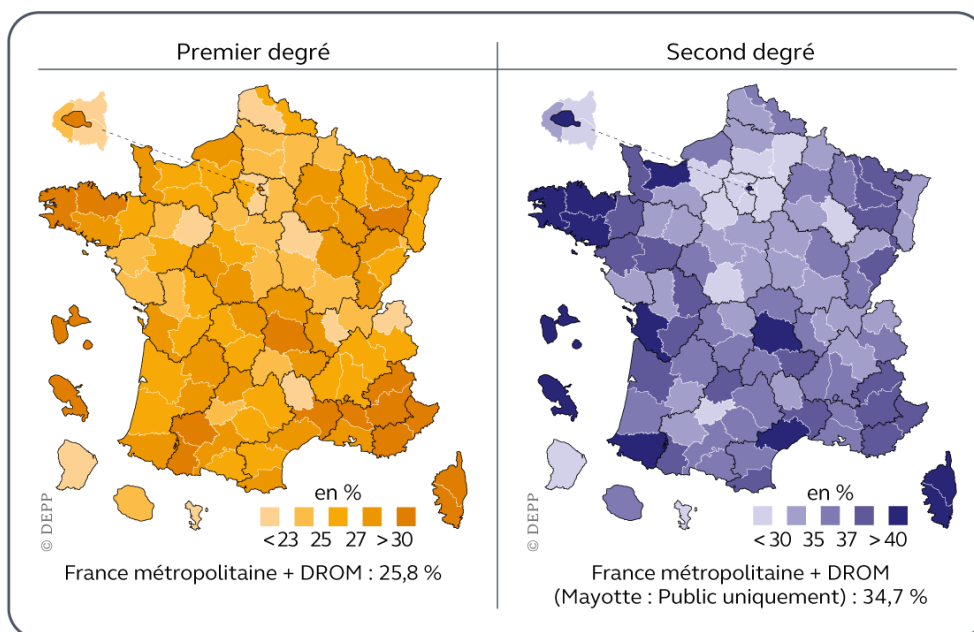 Premier degré
Second degré
en %
<23 25 27 >30
© DEPP
France métropolitaine + DROM : 25,8 %
en %
<30 35 37 >40
© DEPP
France métropolitaine + DROM
(Mayotte : Public uniquement) : 34,7 %